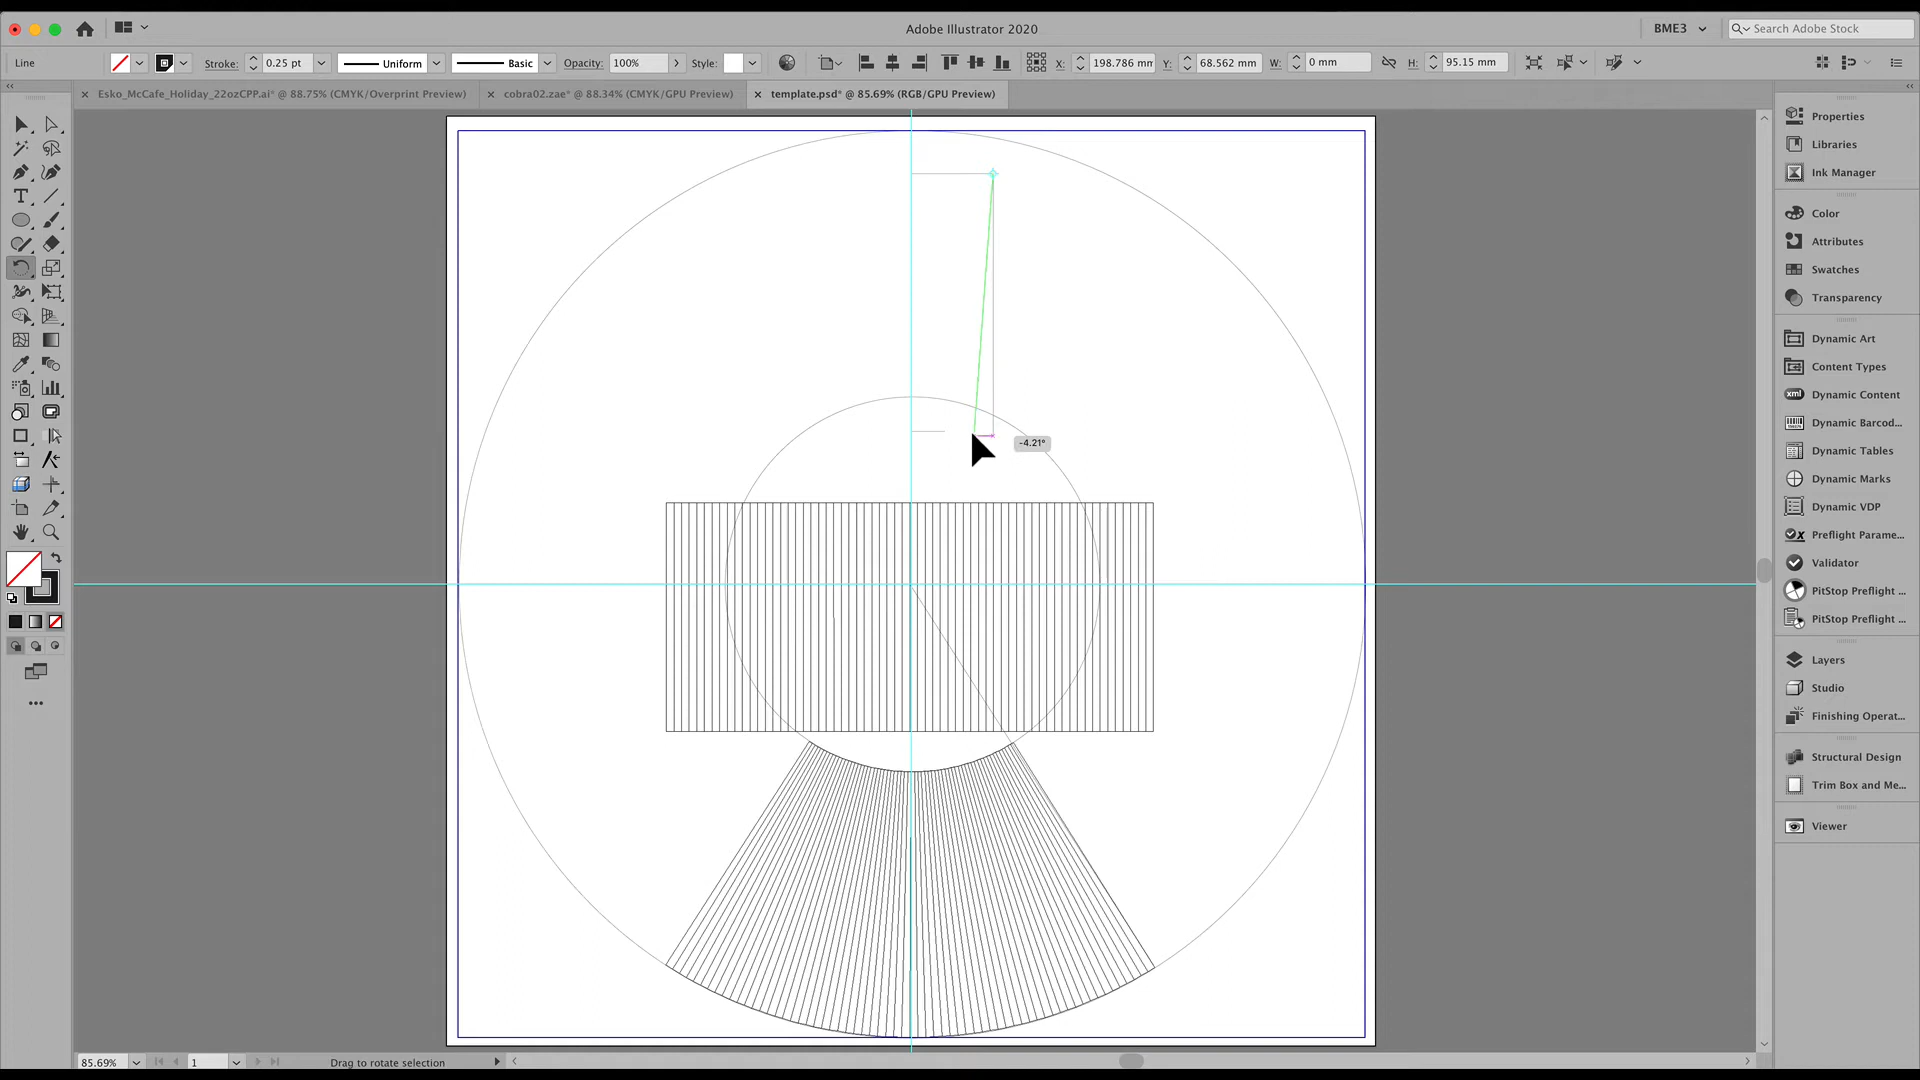 Adobe Illustrator 2020
BME3
Search Adobe Stock
Line
Stroke:
0.25 pt
Uniform
Basic
Opacity:
100%
Style:
X:
198.786 mm
Y:
68.562 mm
W:
0 mm
H:
95.15 mm
Esko_McCafe_Holiday_22ozCPP.ai* @ 88.75% (CMYK/Overprint Preview)
cobra02.zae* @ 88.34% (CMYK/GPU Preview)
template.psd* @ 85.69% (RGB/GPU Preview)
Properties
Libraries
Ink Manager
Color
Attributes
Swatches
Transparency
Dynamic Art
Content Types
xml
Dynamic Content
Dynamic Barcod...
Dynamic Tables
Dynamic Marks
Dynamic VDP
Preflight Parame...
Validator
PitStop Preflight ...
PitStop Preflight ...
Layers
Studio
Finishing Operat...
Structural Design
Trim Box and Me...
Viewer
-4.21°
85.69%
1
Drag to rotate selection